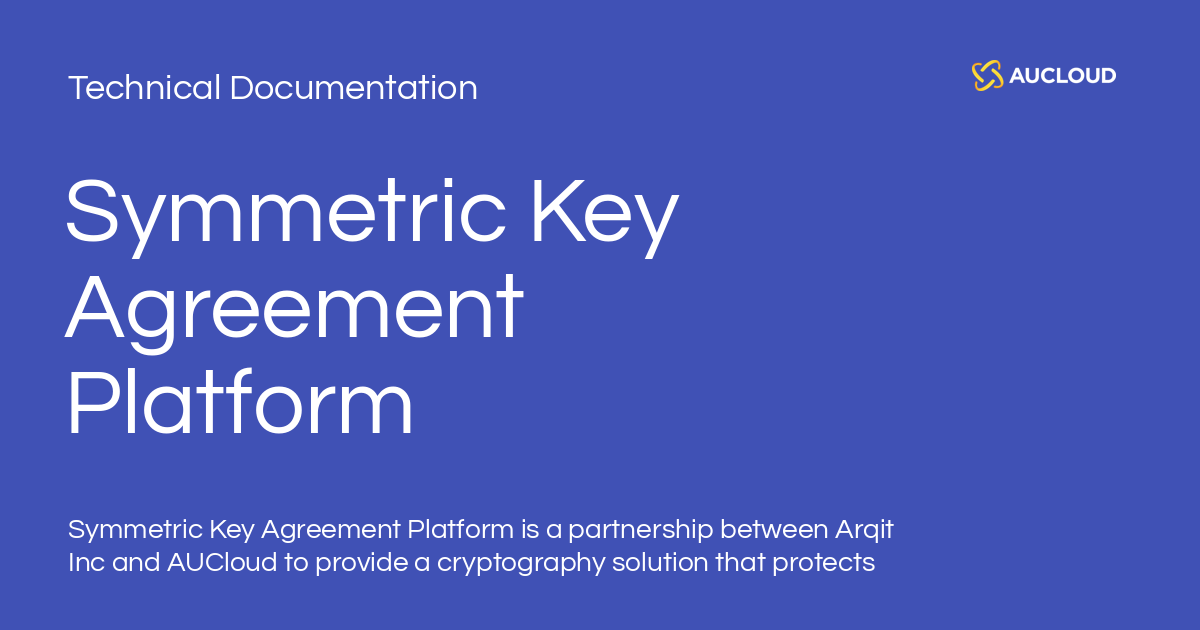 Technical Documentation
AUCLOUD
Symmetric Key
Agreement
Platform
Symmetric Key Agreement Platform is a partnership between Arqit
Inc and AUCloud to provide a cryptography solution that protects